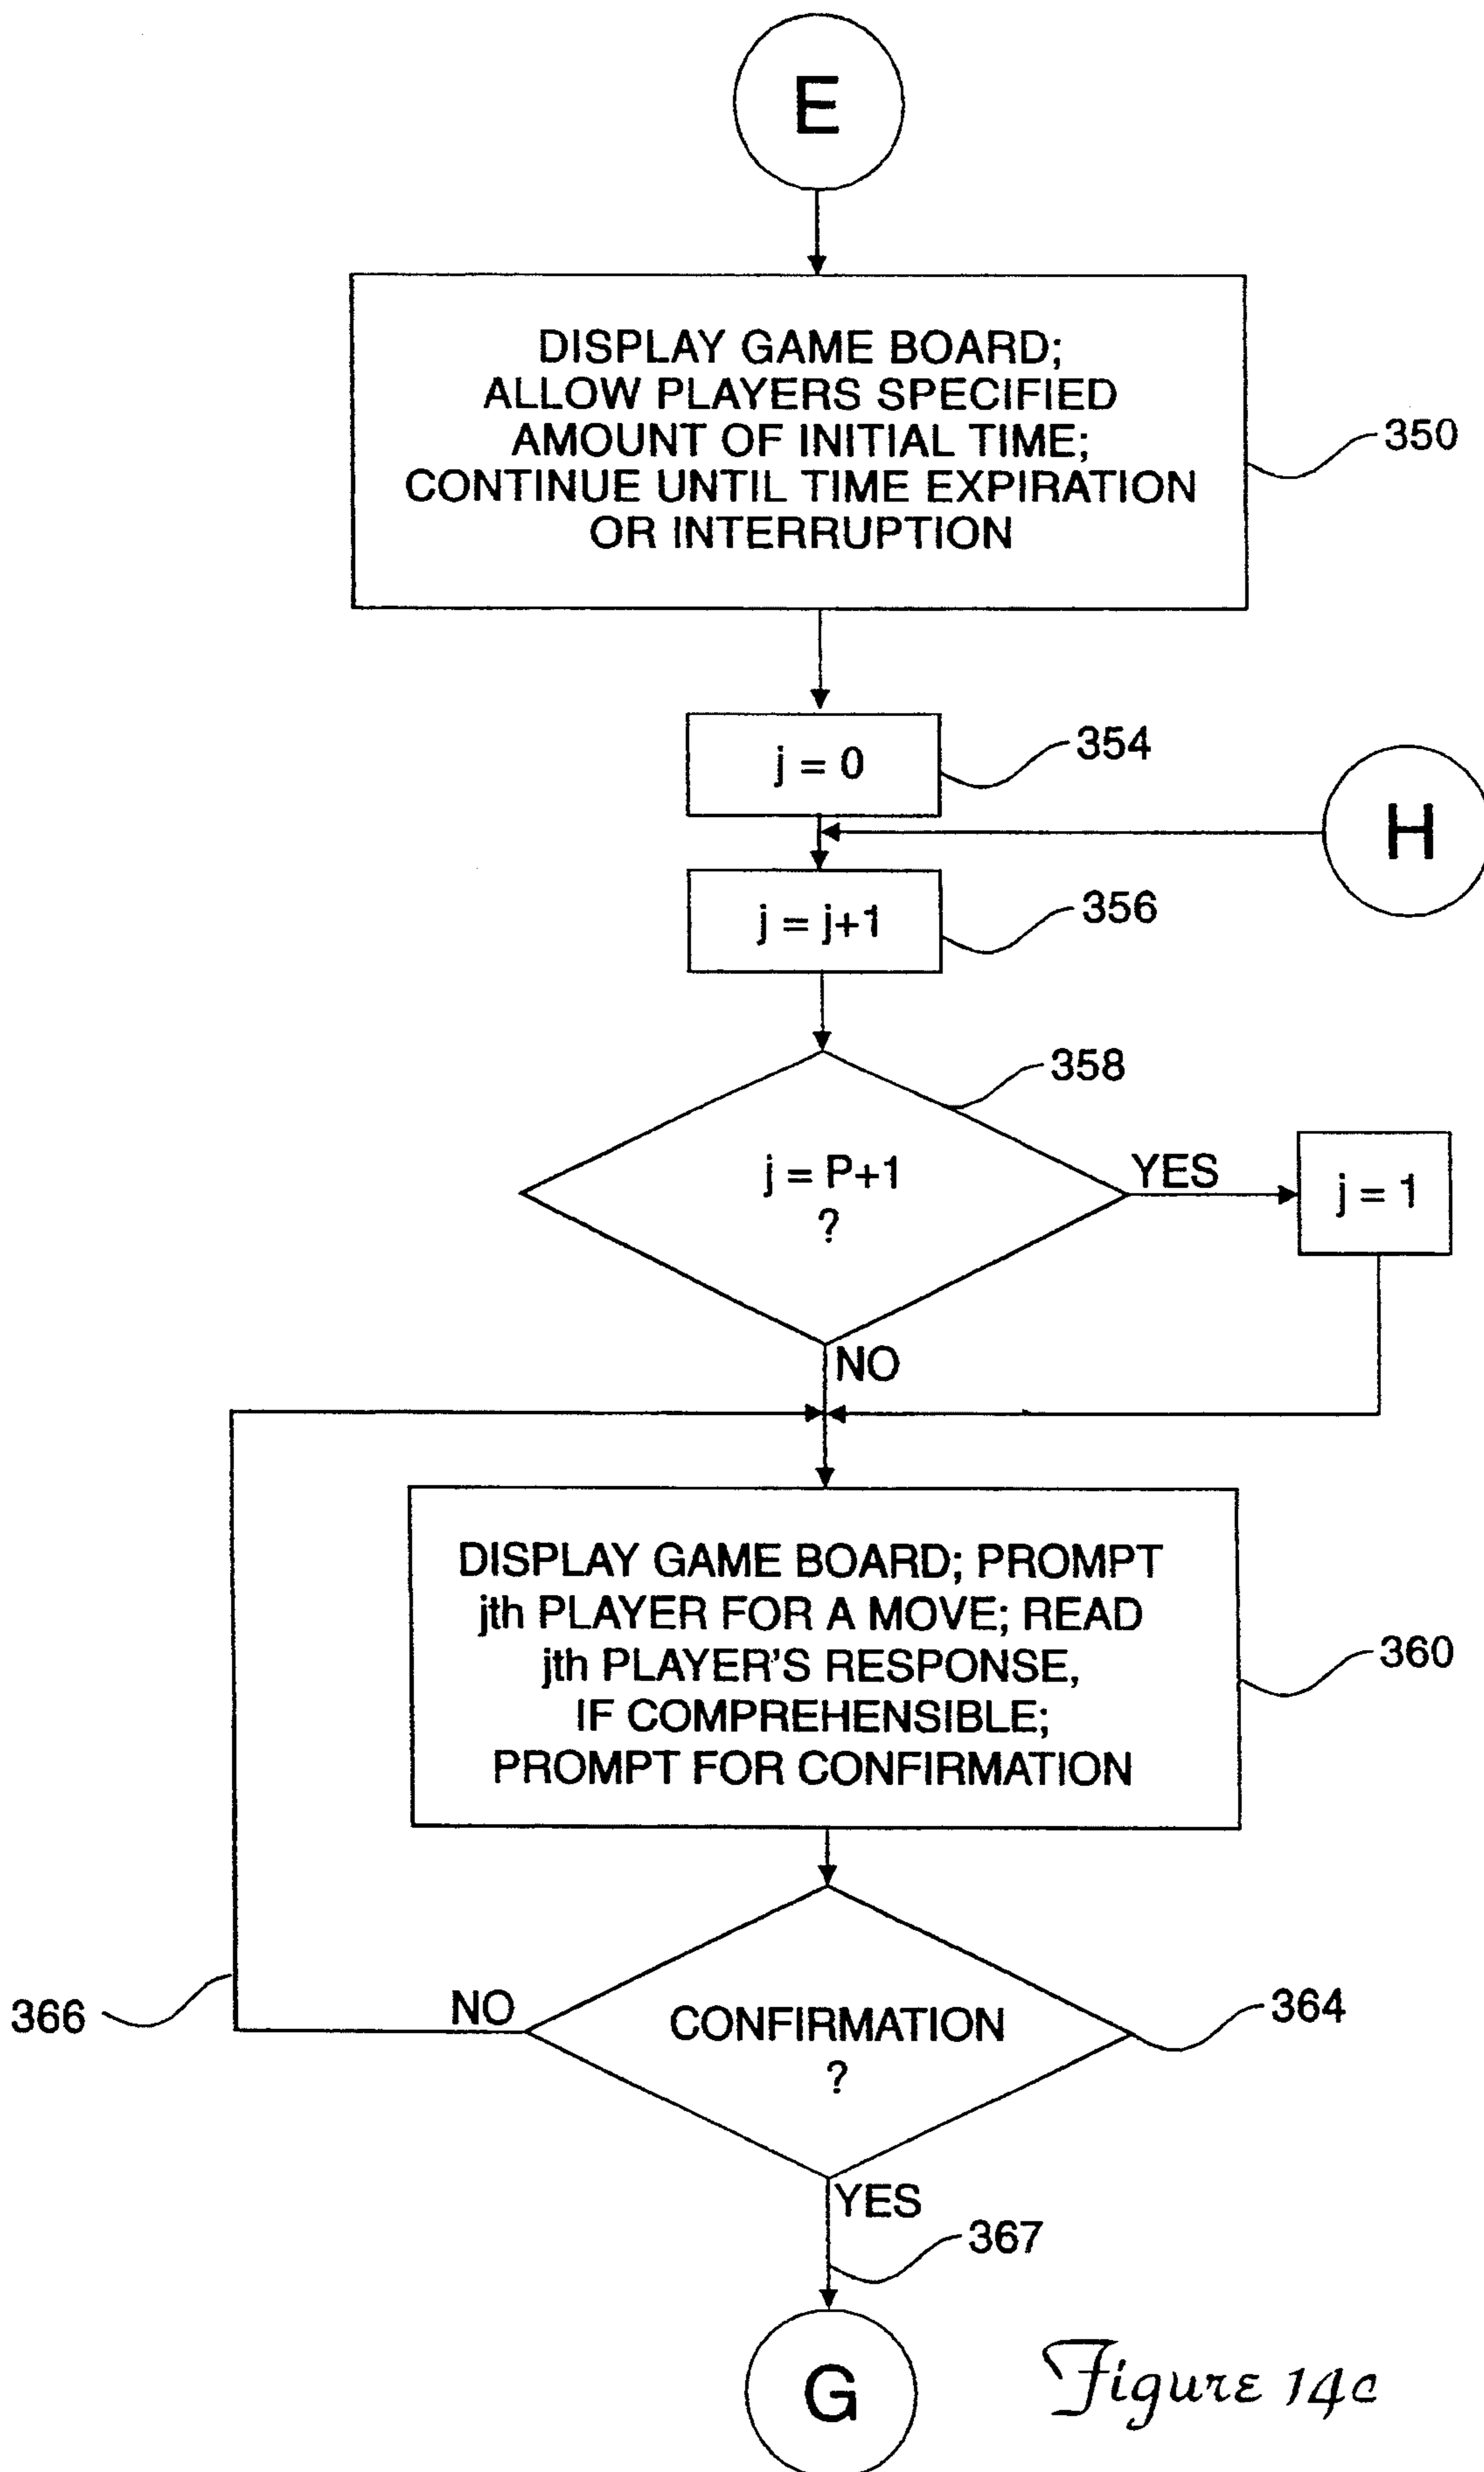 E
DISPLAY GAME BOARD;
ALLOW PLAYERS SPECIFIED
AMOUNT OF INITIAL TIME;
CONTINUE UNTIL TIME EXPIRATION
OR INTERRUPTION
350
j = 0
354
H
j = j+1
356
358
j = P+1
?
YES
j = 1
NO
DISPLAY GAME BOARD; PROMPT
jth PLAYER FOR A MOVE; READ
jth PLAYER'S RESPONSE,
IF COMPREHENSIBLE;
PROMPT FOR CONFIRMATION
360
366
NO
CONFIRMATION
?
364
YES
367
G
Figure 14c